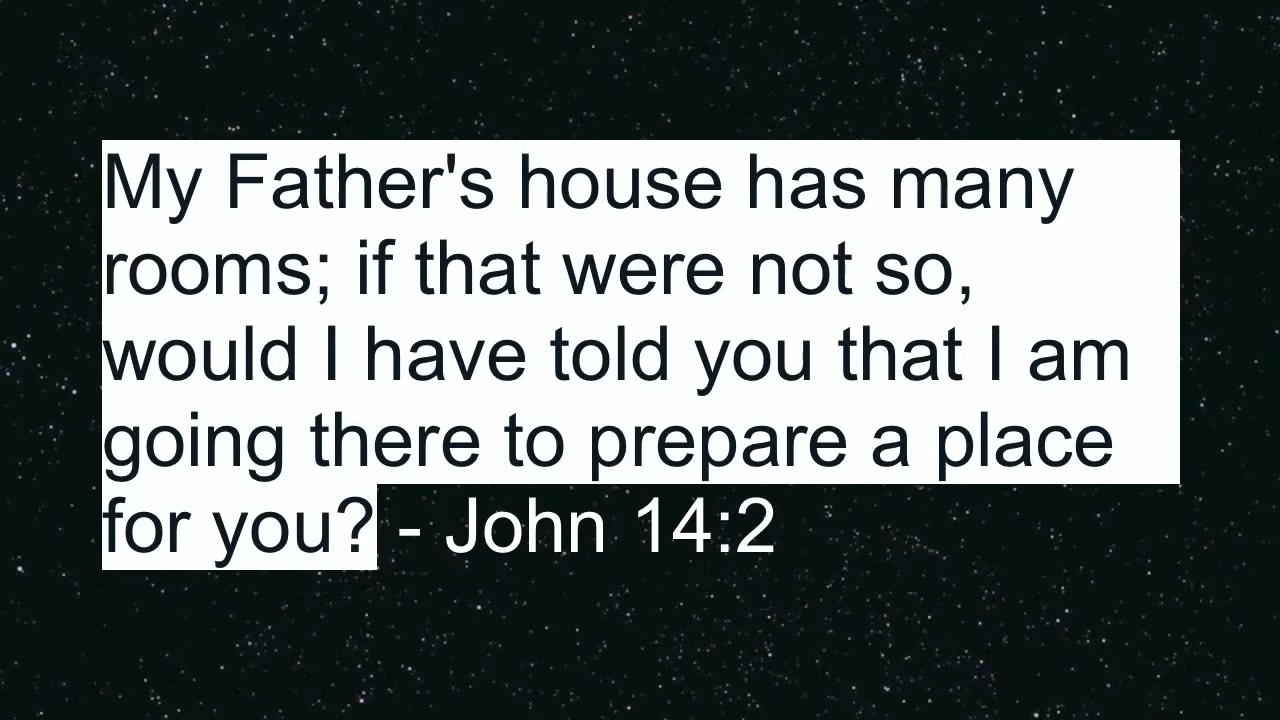 My Father's house has many
rooms; if that were not so,
would I have told you that I am
going there to prepare a place
for you? - John 14:2